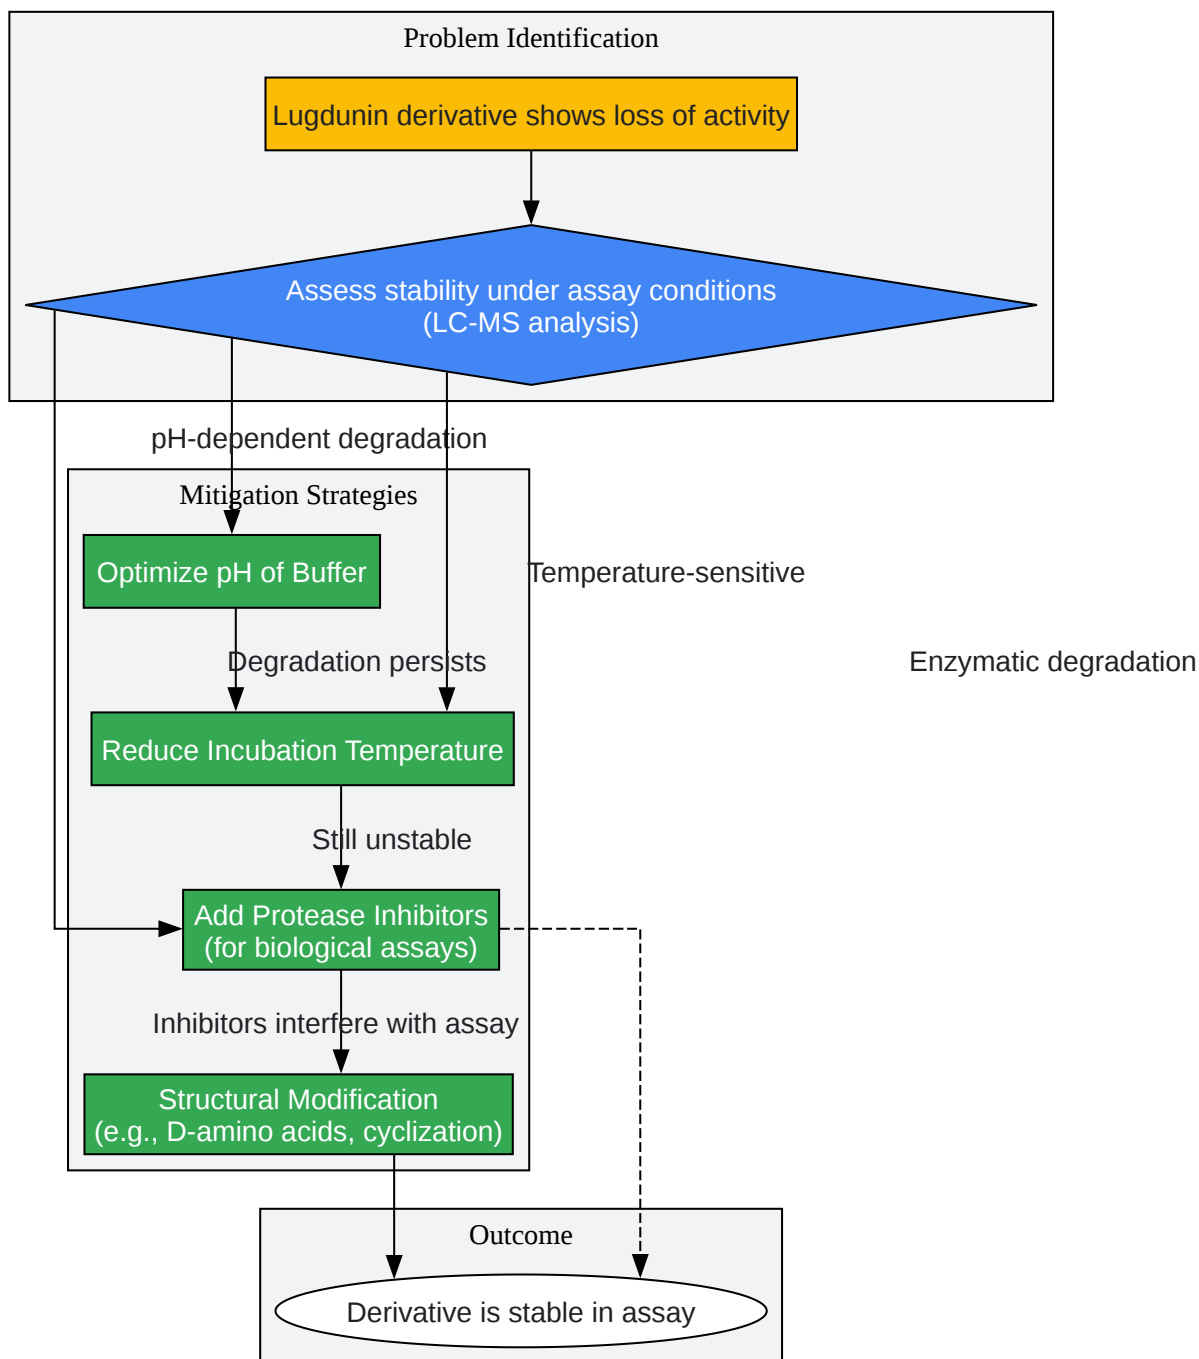 Problem Identification
Lugdunin derivative shows loss of activity
Assess stability under assay conditions
(LC-MS analysis)
pH-dependent degradation
Mitigation Strategies
Optimize pH of Buffer
Temperature-sensitive
Degradation persists
Enzymatic degradation
Reduce Incubation Temperature
Still unstable
Add Protease Inhibitors
(for biological assays)
Inhibitors interfere with assay
Structural Modification
(e.g., D-amino acids, cyclization)
Outcome
Derivative is stable in assay